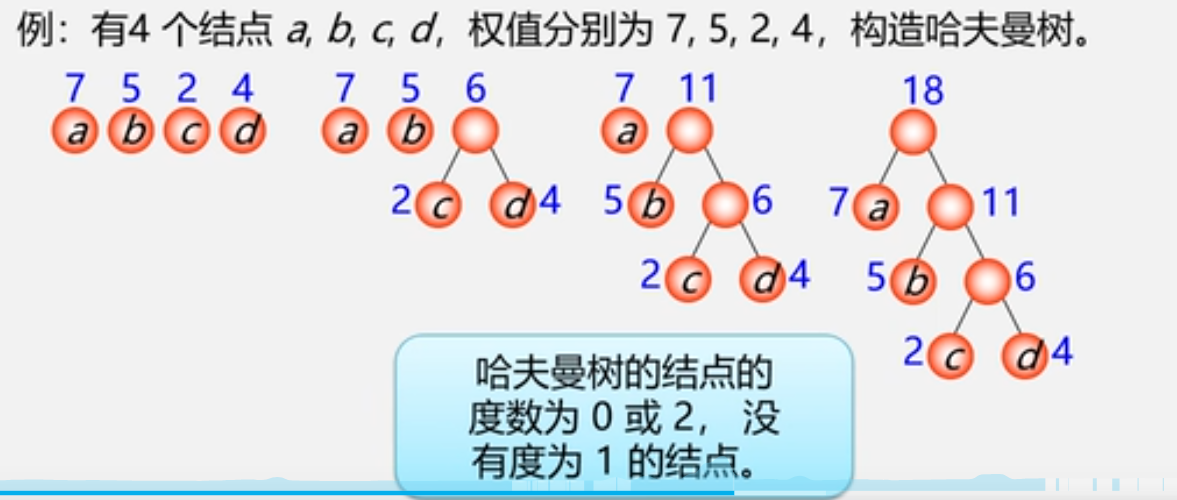 例：有4 个结点 a, b, c, d, 权值分别为 7, 5, 2, 4，构造哈夫曼树。
7 5 2 4 7 5 6 7 11 18
a b c d a b a
2 c d 4 5 b 6 7 a 11
2 c d 4 5 b 6
2 c d 4
哈夫曼树的结点的
度数为 0 或 2， 没
有度为 1 的结点。